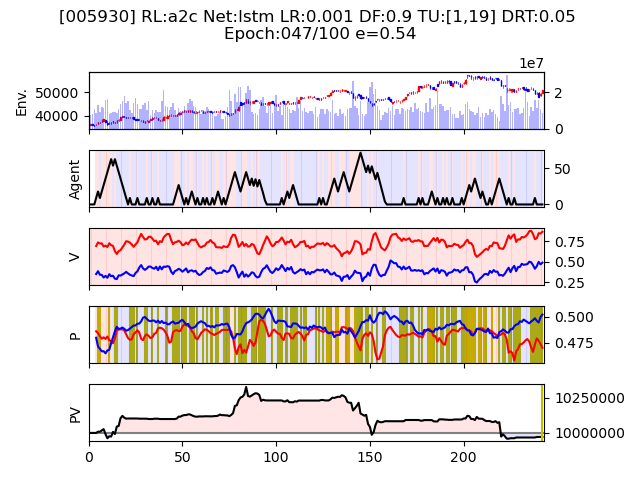 [005930] RL:a2c Net:lstm LR:0.001 DF:0.9 TU:[1,19] DRT:0.05
Epoch:047/100 e=0.54
1e7
Env.
50000
40000
2
0
Agent
50
0
V
0.75
0.50
0.25
P
0.500
0.475
PV
10250000
10000000
0 50 100 150 200